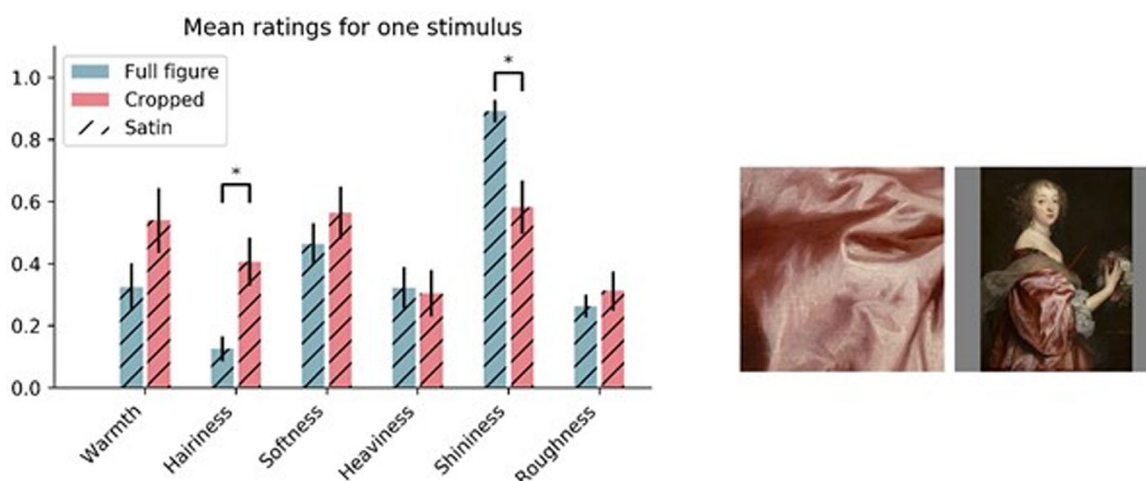 Mean ratings for one stimulus
Full figure
Cropped
Satin
*
*
1.0
0.8
0.6
0.4
0.2
0.0
Warmth
Hairiness
Softness
Heaviness
Shininess
Roughness